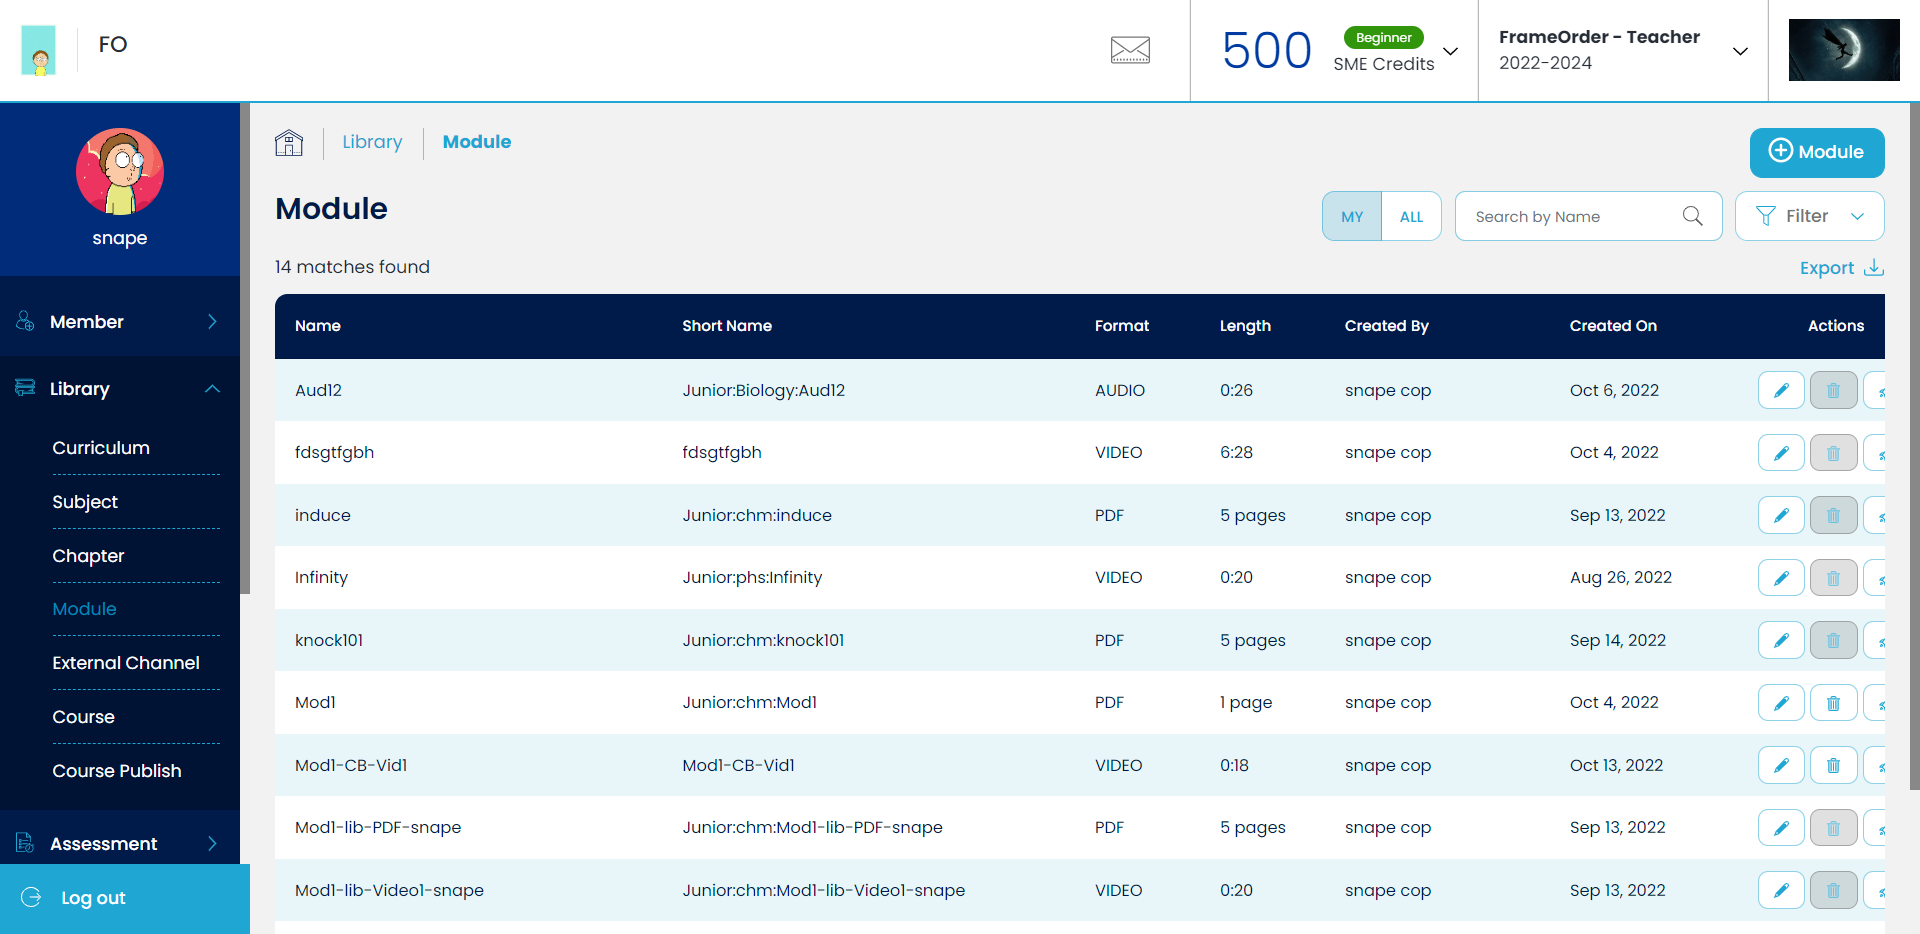 FO
500
Beginner
SME Credits
FrameOrder - Teacher
2022-2024
snape
Member
Library
Curriculum
Subject
Chapter
Module
External Channel
Course
Course Publish
Assessment
Log out
Library
Module
Module
Module
MY
ALL
Search by Name
Filter
14 matches found
Export
Name Short Name Format Length Created By Created On Actions
Aud12 Junior:Biology:Aud12 AUDIO 0:26 snape cop Oct 6, 2022
fdsgtfgbh fdsgtfgbh VIDEO 6:28 snape cop Oct 4, 2022
induce Junior:chm:induce PDF 5 pages snape cop Sep 13, 2022
Infinity Junior:phs:Infinity VIDEO 0:20 snape cop Aug 26, 2022
knock101 Junior:chm:knock101 PDF 5 pages snape cop Sep 14, 2022
Mod1 Junior:chm:Mod1 PDF 1 page snape cop Oct 4, 2022
Mod1-CB-Vid1 Mod1-CB-Vid1 VIDEO 0:18 snape cop Oct 13, 2022
Mod1-lib-PDF-snape Junior:chm:Mod1-lib-PDF-snape PDF 5 pages snape cop Sep 13, 2022
Mod1-lib-Video1-snape Junior:chm:Mod1-lib-Video1-snape VIDEO 0:20 snape cop Sep 13, 2022